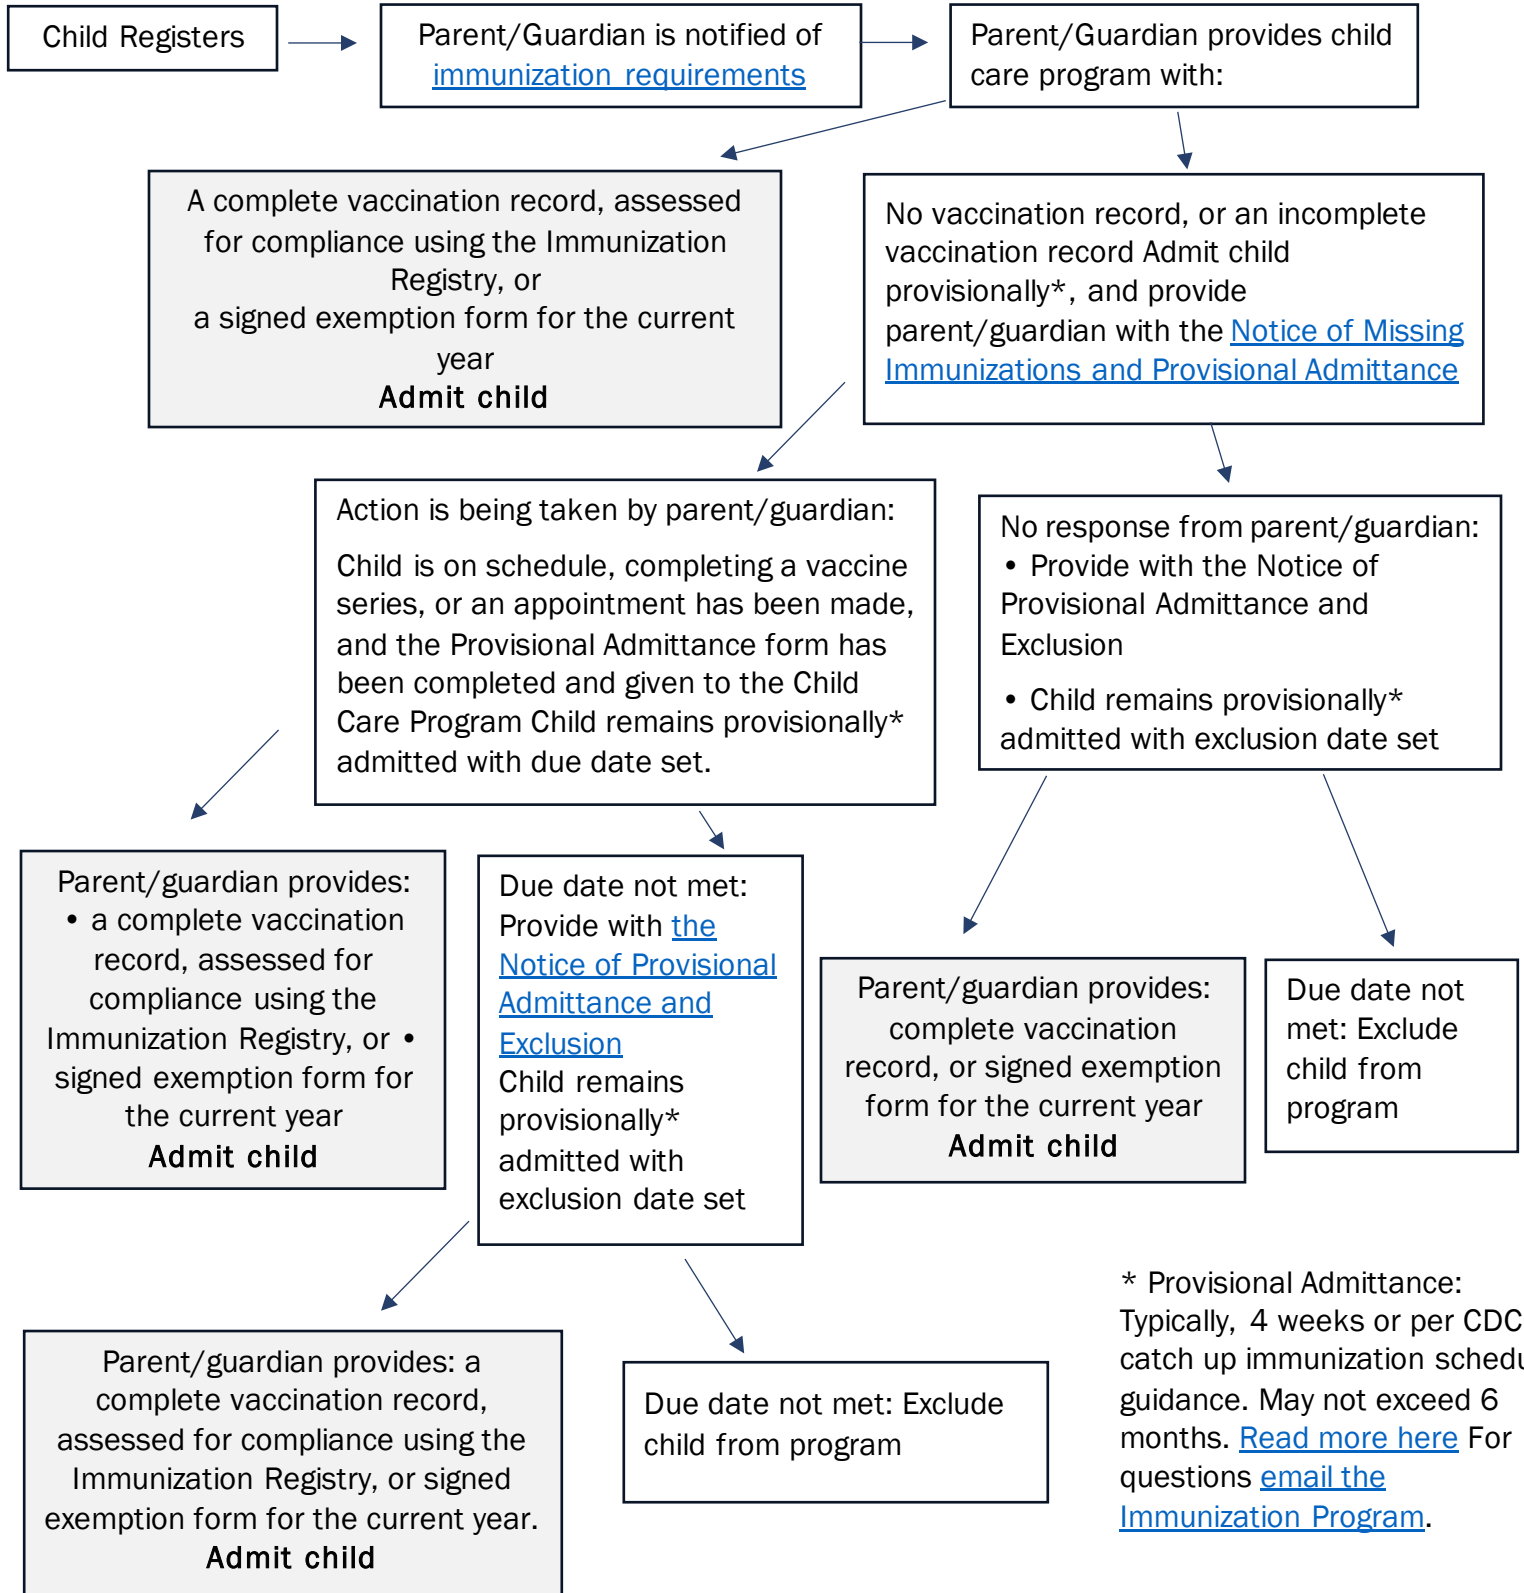 Child Registers
Parent/Guardian is notified of
immunization requirements
Parent/Guardian provides child
care program with:
A complete vaccination record, assessed
for compliance using the Immunization
Registry, or
a signed exemption form for the current
year
Admit child
No vaccination record, or an incomplete
vaccination record Admit child
provisionally*, and provide
parent/guardian with the Notice of Missing
Immunizations and Provisional Admittance
Action is being taken by parent/guardian:
Child is on schedule, completing a vaccine
series, or an appointment has been made,
and the Provisional Admittance form has
been completed and given to the Child
Care Program Child remains provisionally*
admitted with due date set.
No response from parent/guardian:
• Provide with the Notice of
Provisional Admittance and
Exclusion
• Child remains provisionally*
admitted with exclusion date set
Parent/guardian provides:
• a complete vaccination
record, assessed for
compliance using the
Immunization Registry, or •
signed exemption form for
the current year
Admit child
Due date not met:
Provide with the
Notice of Provisional
Admittance and
Exclusion
Child remains
provisionally*
admitted with
exclusion date set
Parent/guardian provides:
complete vaccination
record, or signed exemption
form for the current year
Admit child
Due date not
met: Exclude
child from
program
Parent/guardian provides: a
complete vaccination record,
assessed for compliance using the
Immunization Registry, or signed
exemption form for the current year.
Admit child
Due date not met: Exclude
child from program
* Provisional Admittance:
Typically, 4 weeks or per CDC
catch up immunization schedu
guidance. May not exceed 6
months. Read more here For
questions email the
Immunization Program.